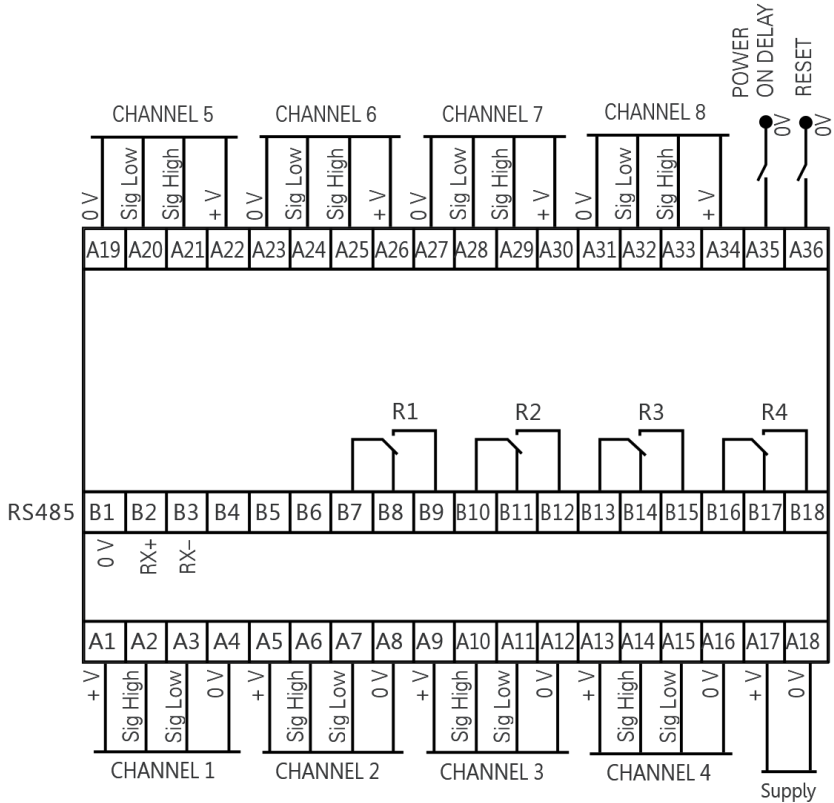 POWER
ON DELAY
RESET
0V
0V
CHANNEL 5
CHANNEL 6
CHANNEL 7
CHANNEL 8
0 V
Sig Low
Sig High
+ V
0 V
Sig Low
Sig High
+ V
0 V
Sig Low
Sig High
+ V
0 V
Sig Low
Sig High
+ V
A19 A20 A21 A22 A23 A24 A25 A26 A27 A28 A29 A30 A31 A32 A33 A34 A35 A36
R1 R2 R3 R4
RS485 B1 B2 B3 B4 B5 B6 B7 B8 B9 B10 B11 B12 B13 B14 B15 B16 B17 B18
0 V
RX+
RX–
A1 A2 A3 A4 A5 A6 A7 A8 A9 A10 A11 A12 A13 A14 A15 A16 A17 A18
+ V
Sig High
Sig Low
0 V
+ V
Sig High
Sig Low
0 V
+ V
Sig High
Sig Low
0 V
+ V
Sig High
Sig Low
0 V
+ V
0 V
CHANNEL 1
CHANNEL 2
CHANNEL 3
CHANNEL 4
Supply